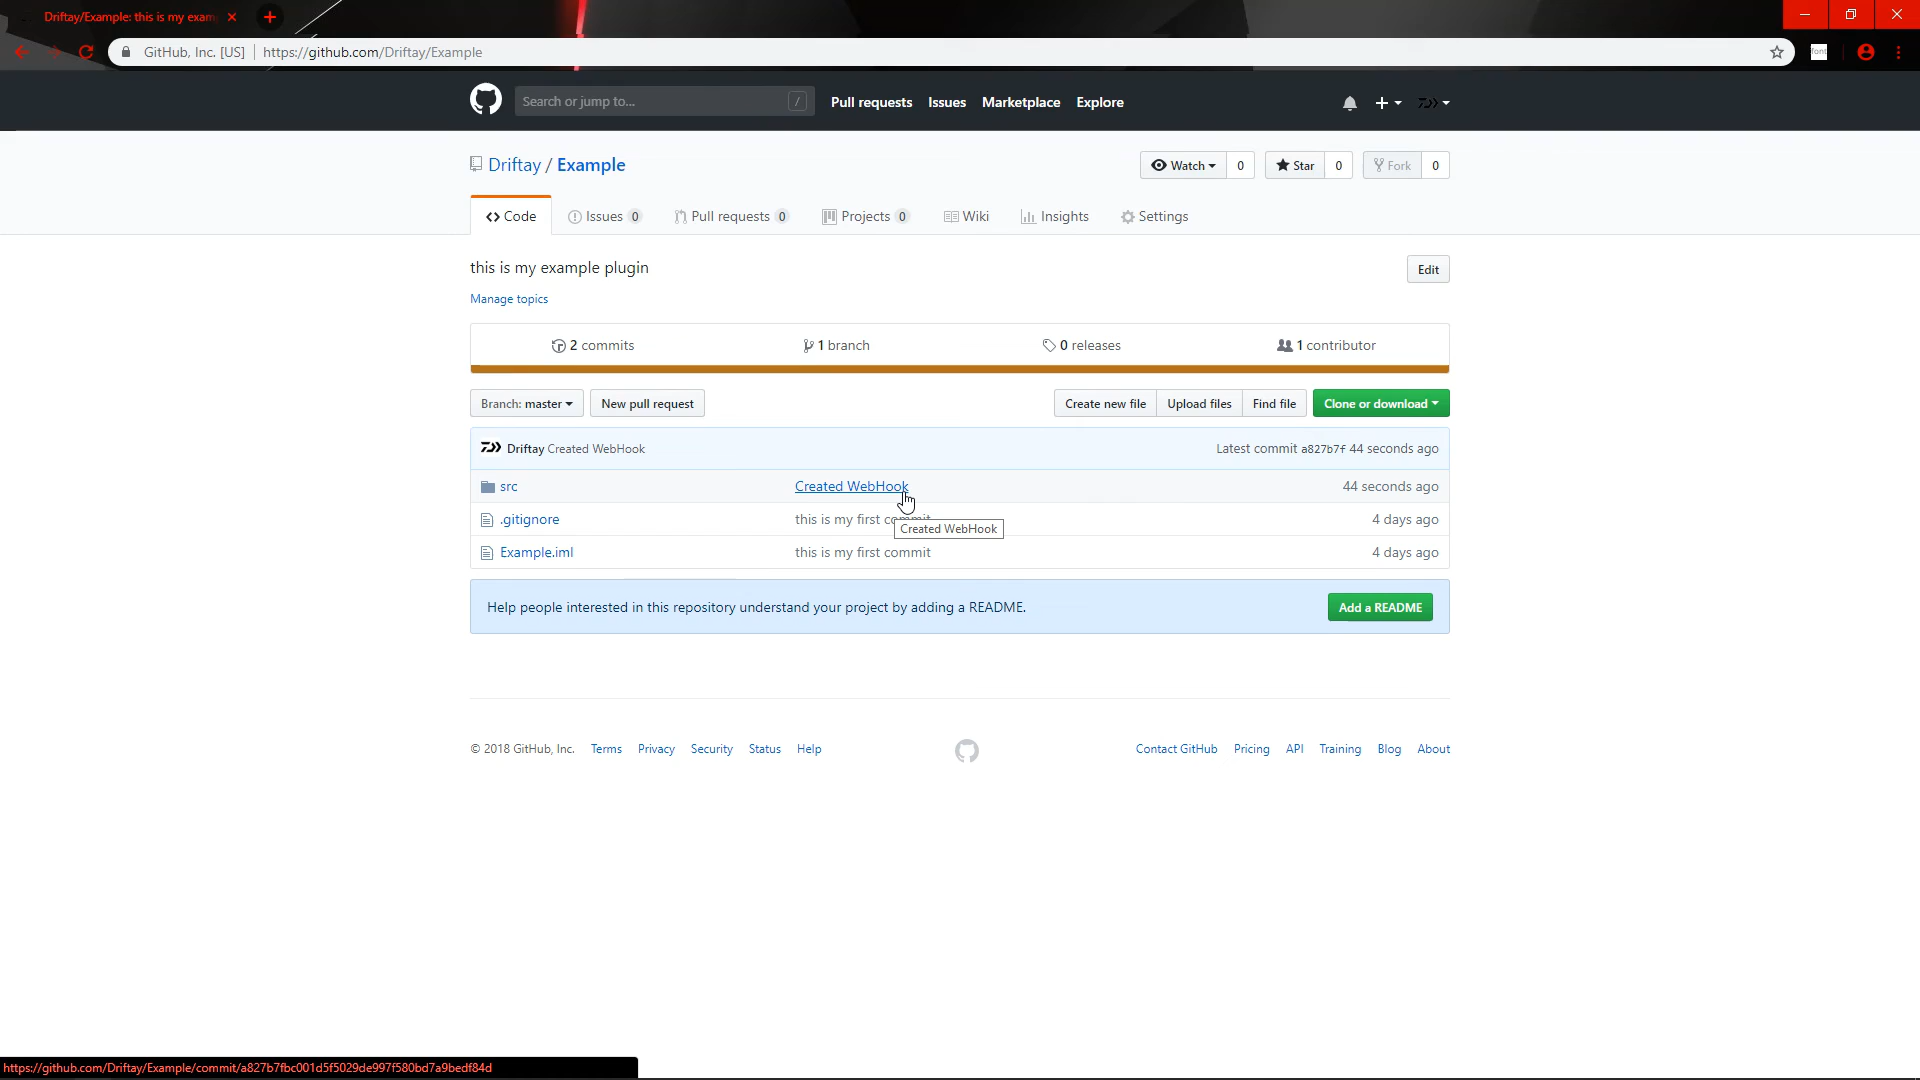 Driftay/Example: this is my exam
GitHub, Inc. [US] https://github.com/Driftay/Example
Search or jump to... / Pull requests Issues Marketplace Explore
Driftay / Example Watch 0 Star 0 Fork 0
Code Issues 0 Pull requests 0 Projects 0 Wiki Insights Settings
this is my example plugin Edit
Manage topics
2 commits 1 branch 0 releases 1 contributor
Branch: master New pull request Create new file Upload files Find file Clone or download
Driftay Created WebHook Latest commit a827b7f 44 seconds ago
src Created WebHook 44 seconds ago
.gitignore this is my first commit 4 days ago
Created WebHook
Example.iml this is my first commit 4 days ago
Help people interested in this repository understand your project by adding a README. Add a README
© 2018 GitHub, Inc. Terms Privacy Security Status Help Contact GitHub Pricing API Training Blog About
https://github.com/Driftay/Example/commit/a827b7fbc001d5f5029de997f580bd7a9bedf84d